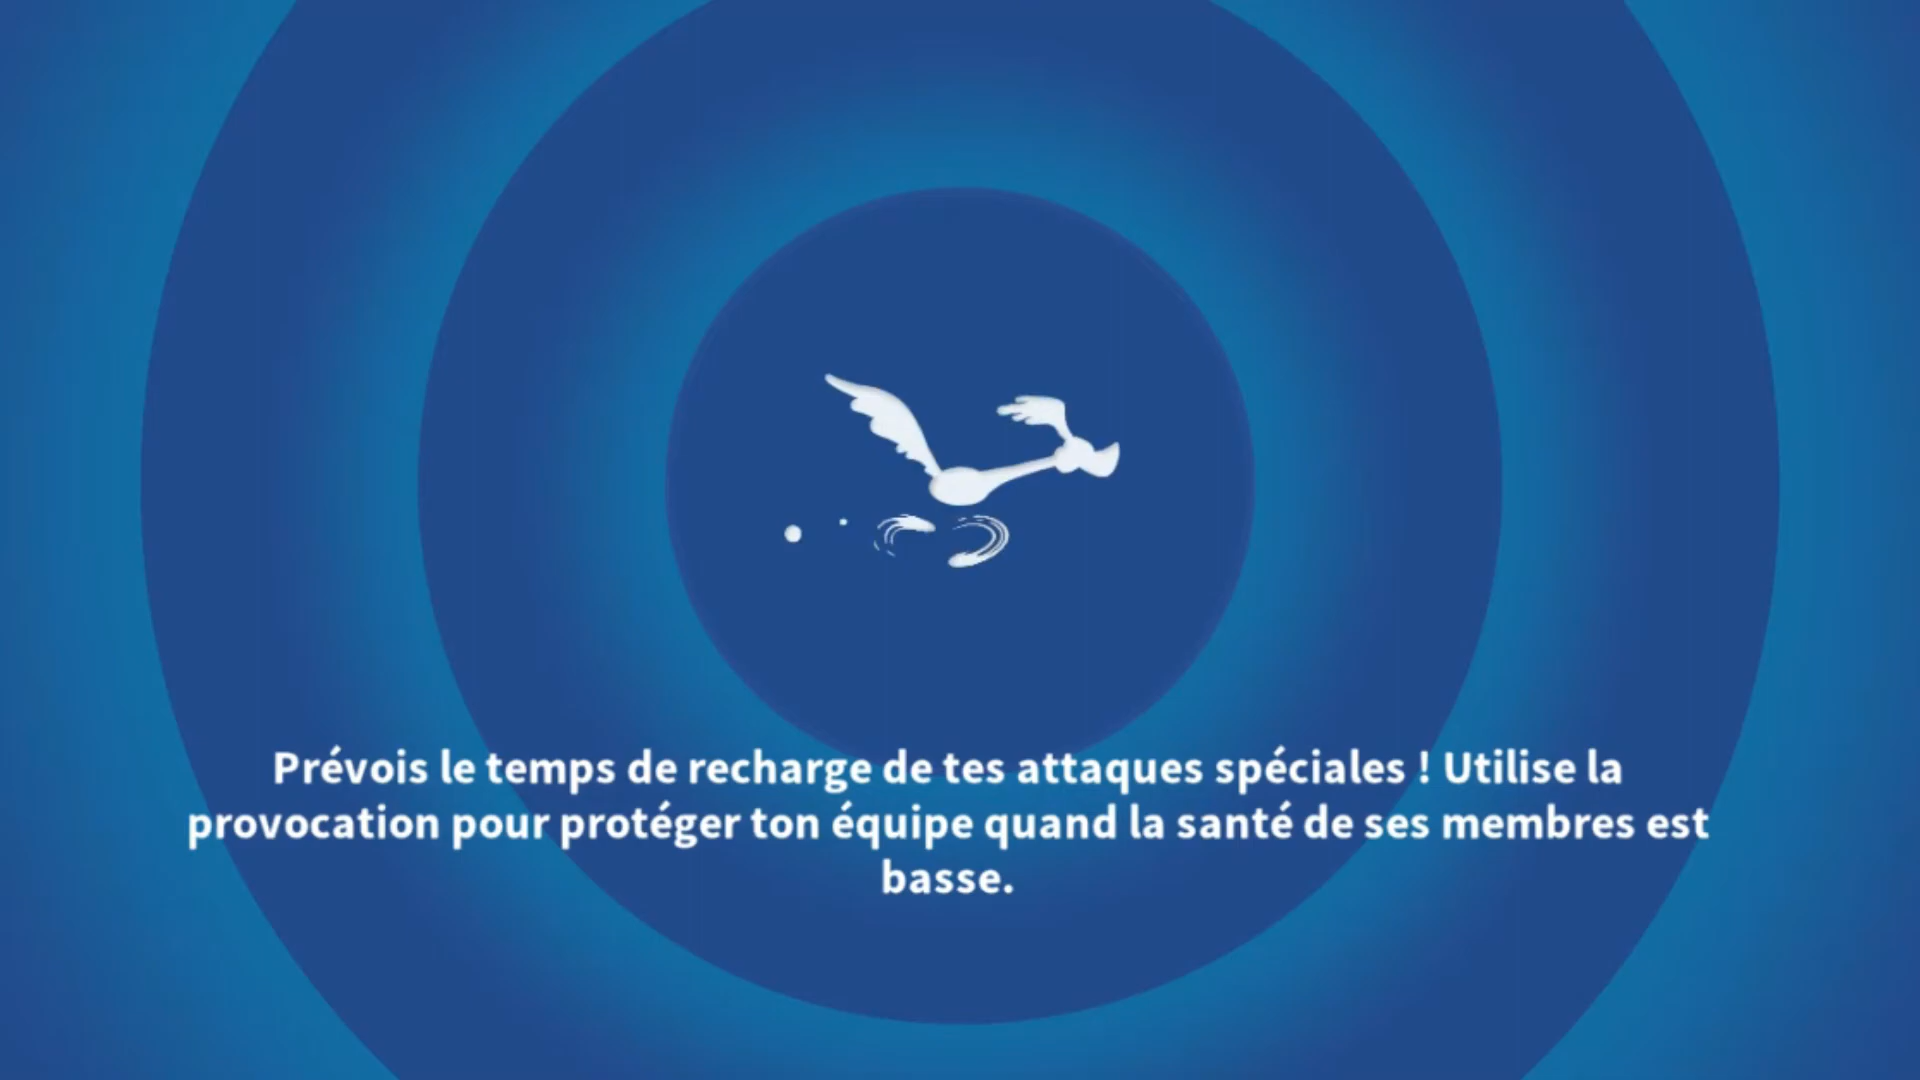 Prévois le temps de recharge de tes attaques spéciales ! Utilise la
provocation pour protéger ton équipe quand la santé de ses membres est
basse.